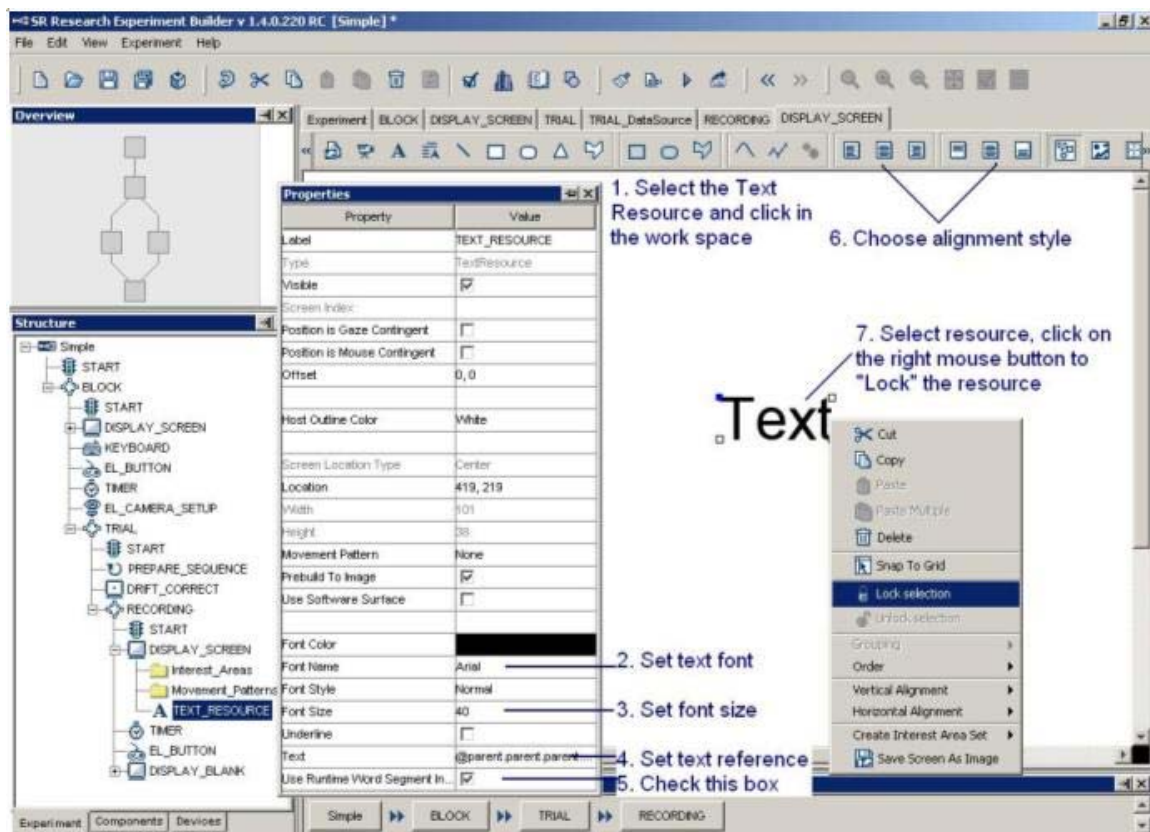 SR Research Experiment Builder v 1.4.0.220 RC [Simple] *
File Edit View Experiment Help
Overview
Experiment BLOCK DISPLAY_SCREEN TRIAL TRIAL_DataSource RECORDING DISPLAY_SCREEN
Properties
Property Value
Label TEXT_RESOURCE
Type TextResource
Visible
Screen Index
Position is Gaze Contingent
Position is Mouse Contingent
Offset 0, 0
Host Outline Color White
Screen Location Type Center
Location 419, 219
Width 101
Height 38
Movement Pattern None
Prebuild To Image
Use Software Surface
Font Color
Font Name Arial
Font Style Normal
Font Size 40
Underline
Text @parent.parent.parent....
Use Runtime Word Segment In...
1. Select the Text
Resource and click in
the work space
6. Choose alignment style
7. Select resource, click on
the right mouse button to
"Lock" the resource
Text
Cut
Copy
Paste
Paste Multiple
Delete
Snap To Grid
Lock selection
Unlock selection
Grouping
Order
Vertical Alignment
Horizontal Alignment
Create Interest Area Set
Save Screen As Image
2. Set text font
3. Set font size
4. Set text reference
5. Check this box
Structure
Simple
START
BLOCK
START
DISPLAY_SCREEN
KEYBOARD
EL_BUTTON
TIMER
EL_CAMERA_SETUP
TRIAL
START
PREPARE_SEQUENCE
DRIFT_CORRECT
RECORDING
START
DISPLAY_SCREEN
Interest_Areas
Movement_Patterns
A TEXT_RESOURCE
TIMER
EL_BUTTON
DISPLAY_BLANK
Experiment Components Devices
Simple BLOCK TRIAL RECORDING